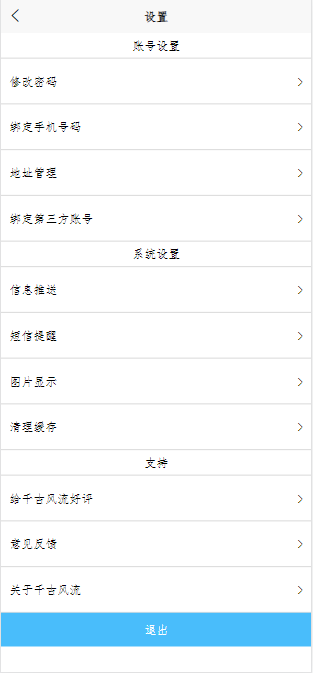 设置
账号设置
修改密码
绑定手机号码
地址管理
绑定第三方账号
系统设置
信息推送
短信提醒
图片显示
清理缓存
支持
给千古风流好评
意见反馈
关于千古风流
退出